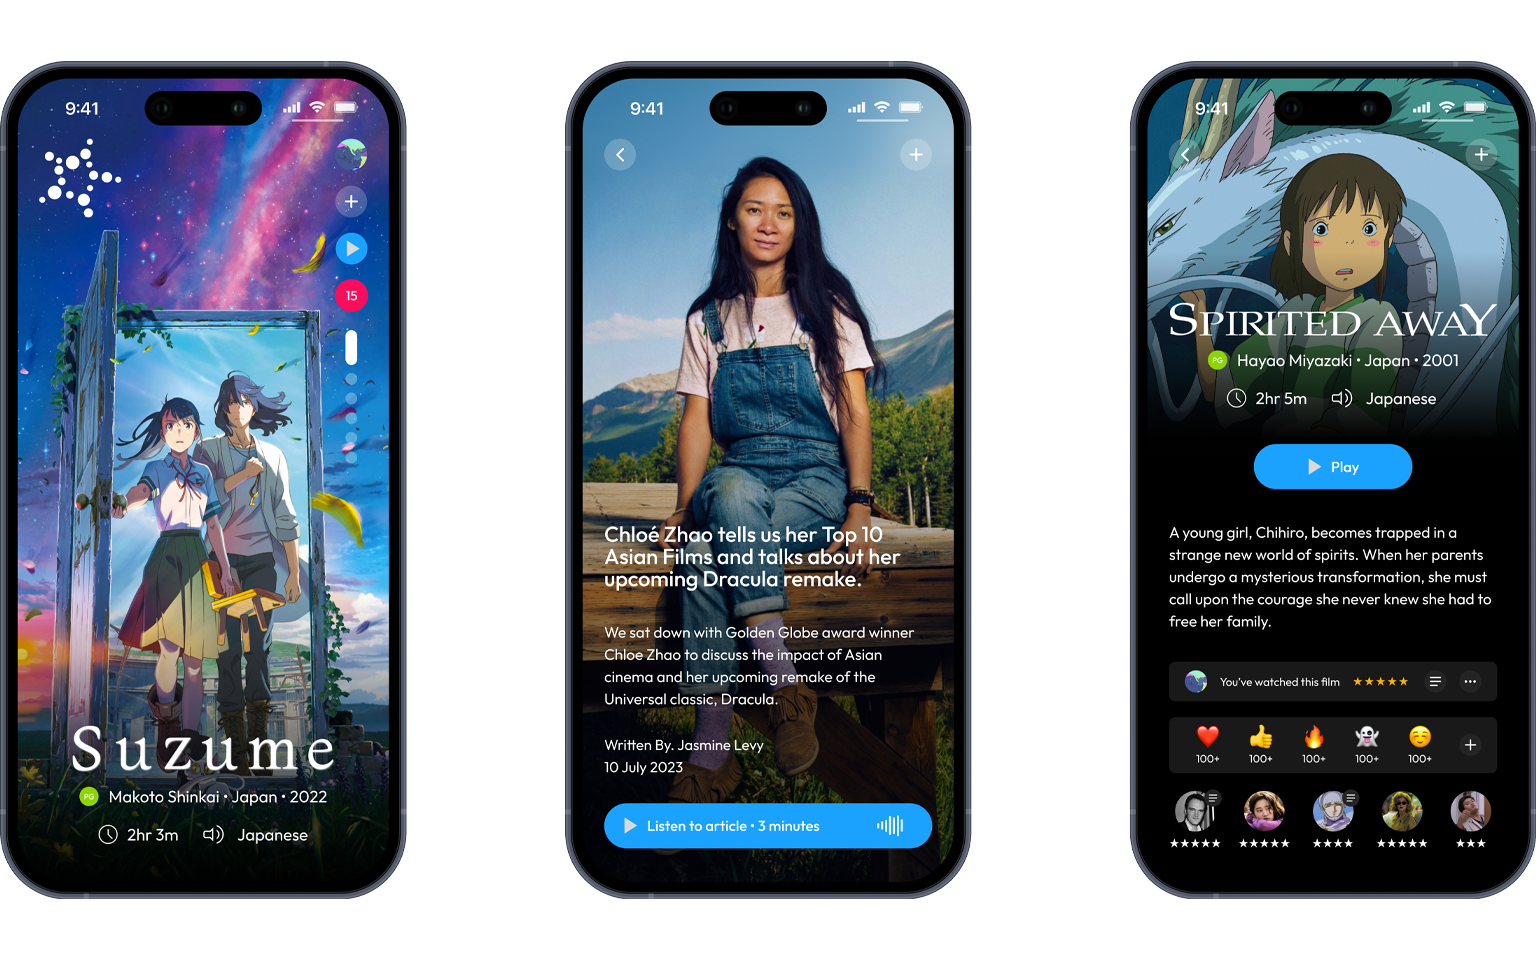 9:41
15
Suzume
PG Makoto Shinkai • Japan • 2022
2hr 3m Japanese
9:41
Chloé Zhao tells us her Top 10
Asian Films and talks about her
upcoming Dracula remake.
We sat down with Golden Globe award winner
Chloe Zhao to discuss the impact of Asian
cinema and her upcoming remake of the
Universal classic, Dracula.
Written By. Jasmine Levy
10 July 2023
Listen to article • 3 minutes
9:41
SPIRITED AWAY
PG Hayao Miyazaki • Japan • 2001
2hr 5m Japanese
Play
A young girl, Chihiro, becomes trapped in a
strange new world of spirits. When her parents
undergo a mysterious transformation, she must
call upon the courage she never knew she had to
free her family.
You've watched this film
100+ 100+ 100+ 100+ 100+